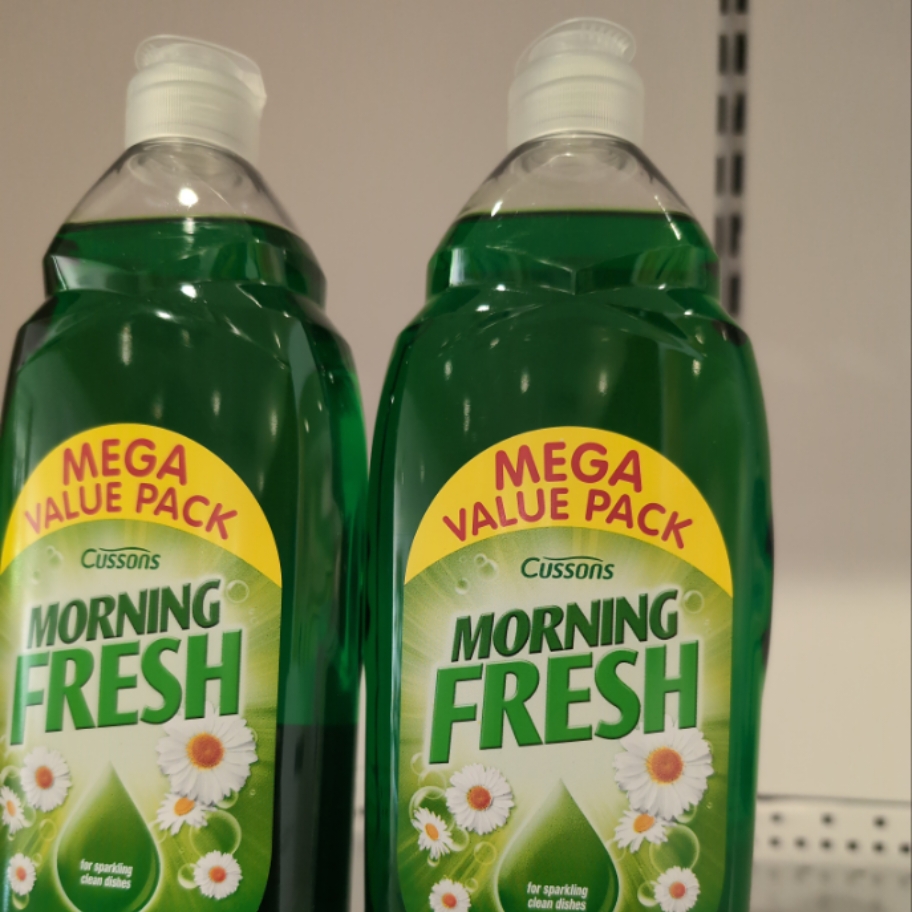 MEGA
VALUE PACK
Cussons
MORNING
FRESH
for sparkling
clean dishes
MEGA
VALUE PACK
Cussons
MORNING
FRESH
for sparkling
clean dishes